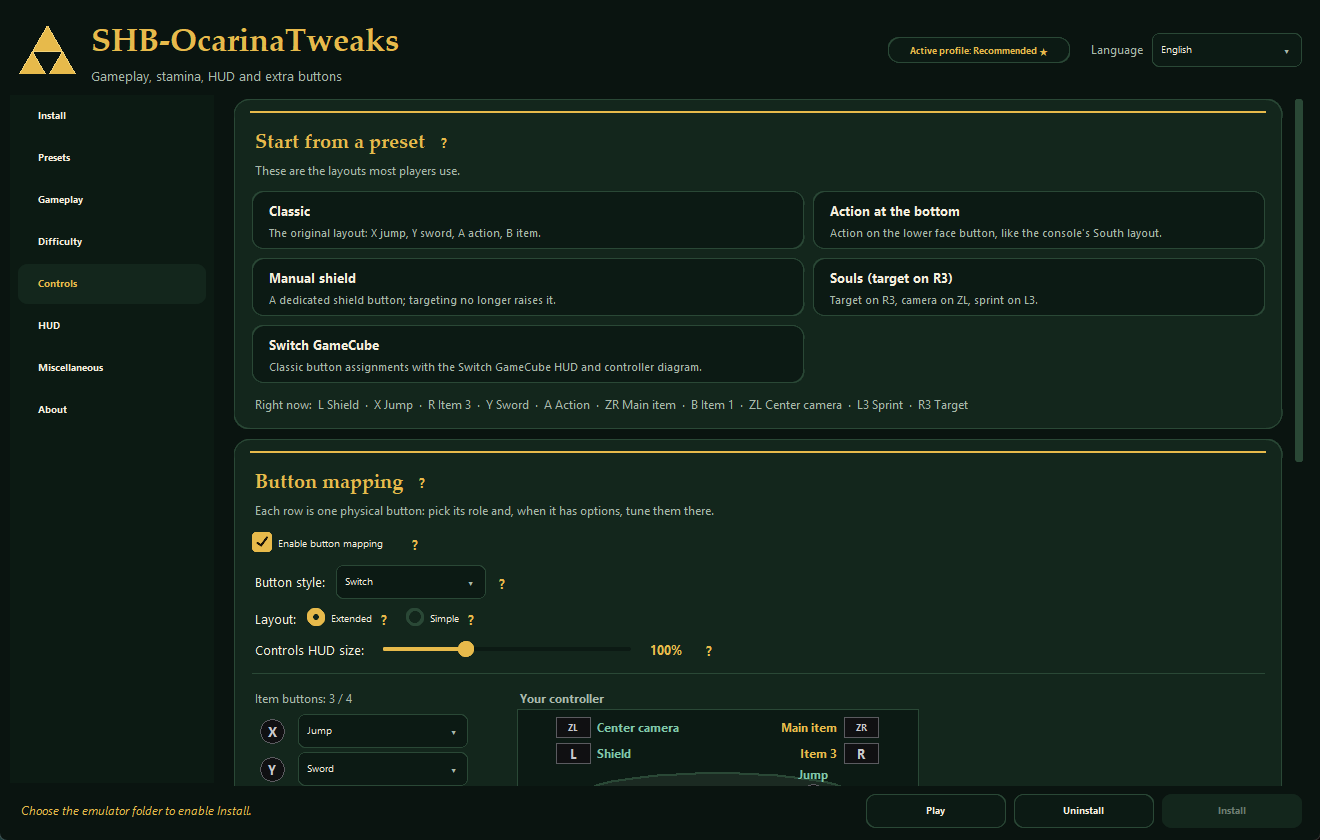 SHB-OcarinaTweaks
Gameplay, stamina, HUD and extra buttons
Active profile: Recommended ★
Language
English
Install
Presets
Gameplay
Difficulty
Controls
HUD
Miscellaneous
About
Start from a preset ?
These are the layouts most players use.
Classic
The original layout: X jump, Y sword, A action, B item.
Action at the bottom
Action on the lower face button, like the console's South layout.
Manual shield
A dedicated shield button; targeting no longer raises it.
Souls (target on R3)
Target on R3, camera on ZL, sprint on L3.
Switch GameCube
Classic button assignments with the Switch GameCube HUD and controller diagram.
Right now: L Shield · X Jump · R Item 3 · Y Sword · A Action · ZR Main item · B Item 1 · ZL Center camera · L3 Sprint · R3 Target
Button mapping ?
Each row is one physical button: pick its role and, when it has options, tune them there.
Enable button mapping ?
Button style: Switch ?
Layout: Extended ? Simple ?
Controls HUD size: 100% ?
Item buttons: 3 / 4
X Jump
Y Sword
Your controller
ZL Center camera Main item ZR
L Shield Item 3 R
Jump
Choose the emulator folder to enable Install.
Play
Uninstall
Install